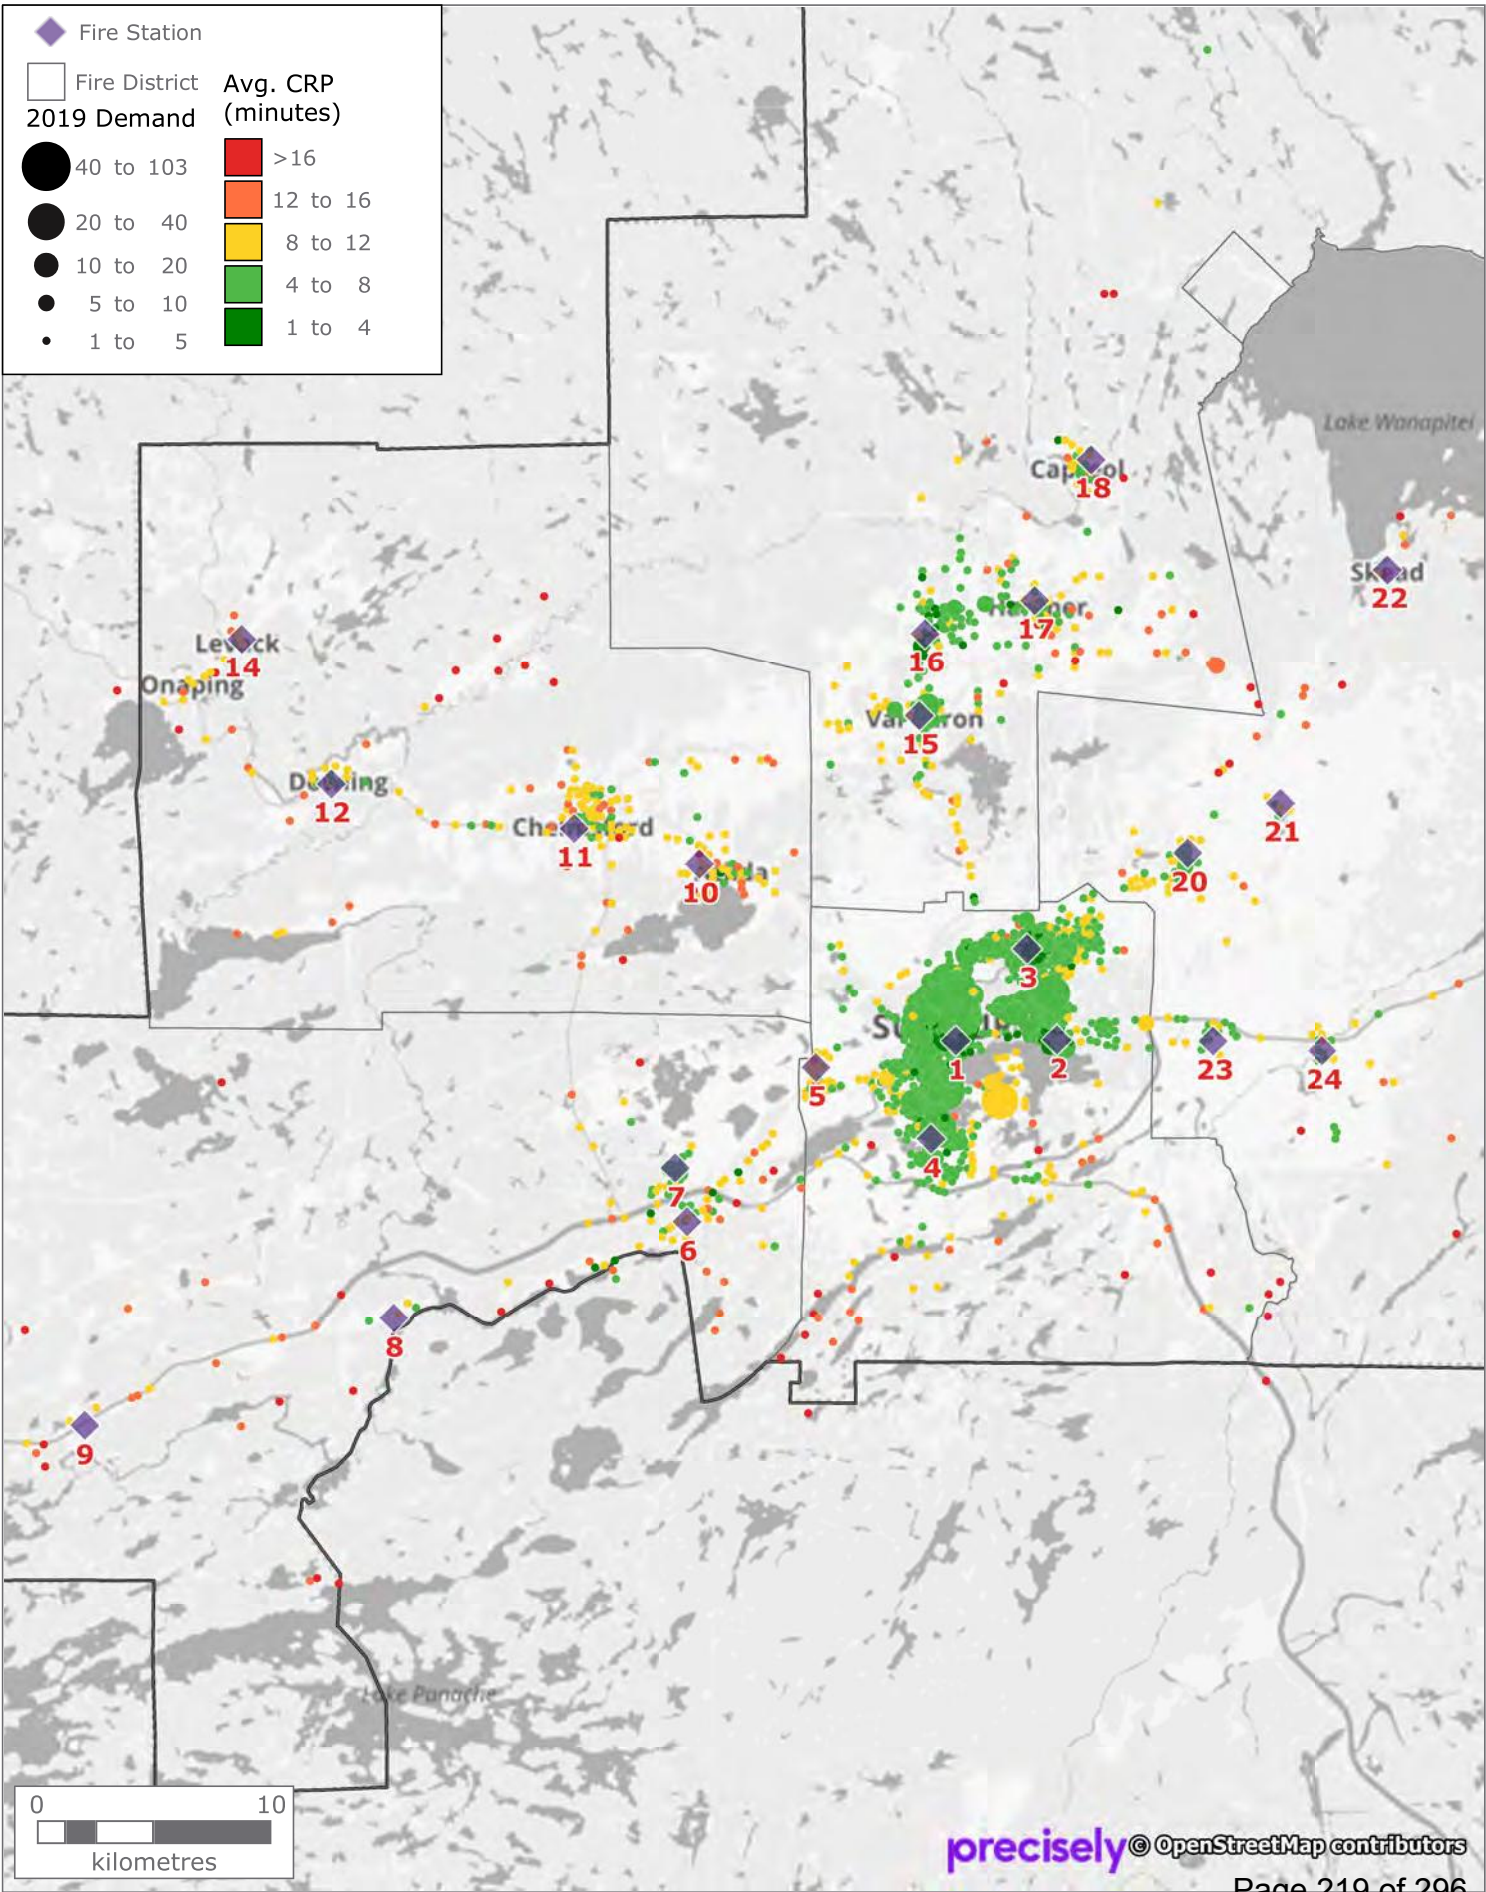 Fire Station
Fire District
2019 Demand
40 to 103
20 to 40
10 to 20
5 to 10
1 to 5
Avg. CRP
(minutes)
>16
12 to 16
8 to 12
4 to 8
1 to 4
Lake Wanapitei
18
22
17
16
Levack
14
Onaping
15
12
21
11
20
10
3
1
2
23
24
5
4
7
6
8
9
Lake Panache
0 10
kilometres
precisely © OpenStreetMap contributors
Page 219 of 296